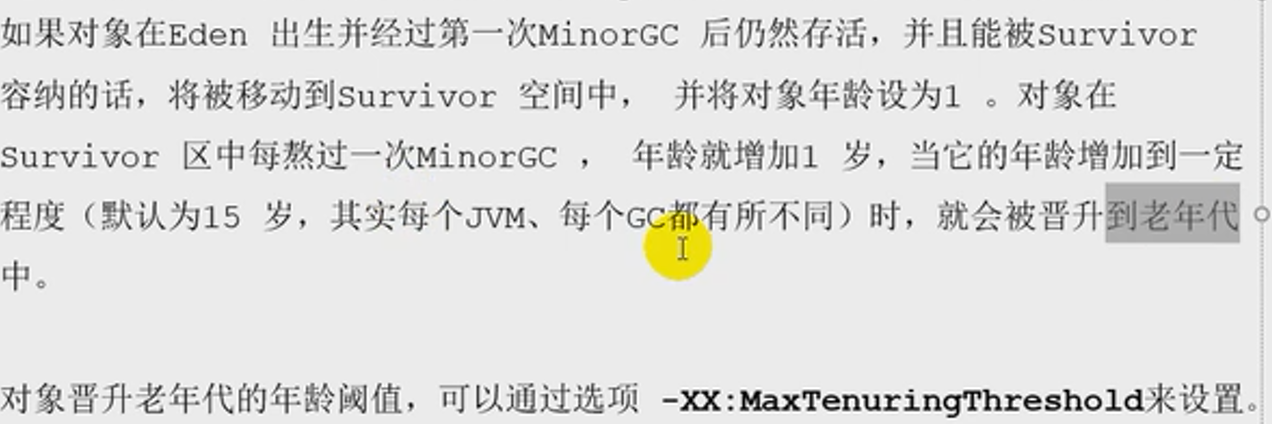 如果对象在Eden 出生并经过第一次MinorGC 后仍然存活，并且能被Survivor
容纳的话，将被移动到Survivor 空间中， 并将对象年龄设为1 。对象在
Survivor 区中每熬过一次MinorGC ， 年龄就增加1 岁，当它的年龄增加到一定
程度（默认为15 岁，其实每个JVM、每个GC都有所不同）时，就会被晋升到老年代
中。
对象晋升老年代的年龄阈值，可以通过选项 -XX:MaxTenuringThreshold来设置。